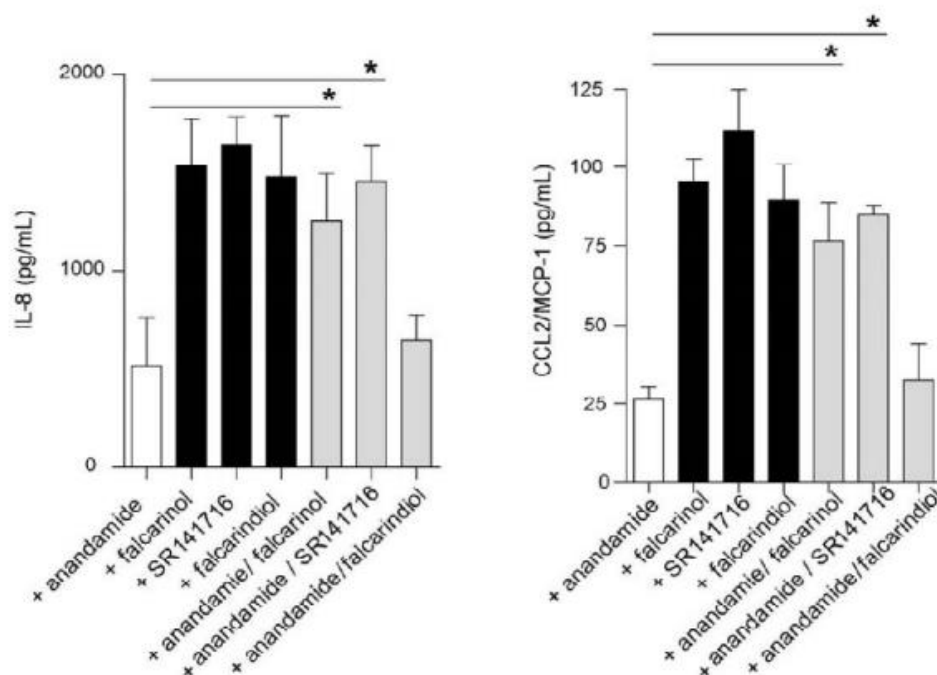 *
*
2000
1000
0
IL-8 (pg/mL)
+ anandamide
+ falcarinol
" SR141716
+ falcarindiol
+ anandamie/ falcarinol
+ anandamide / SR141716
+ anandamide/falcarindioi
*
*
125
100
75
50
25
0
CCL2/MCP-1 (pg/mL)
+ anandamide
+ falcarinol
" SR141716
+ falcarindiol
+ anandamie/ falcarinol
+ anandamide / SR141716
+ anandamide/falcarindiol